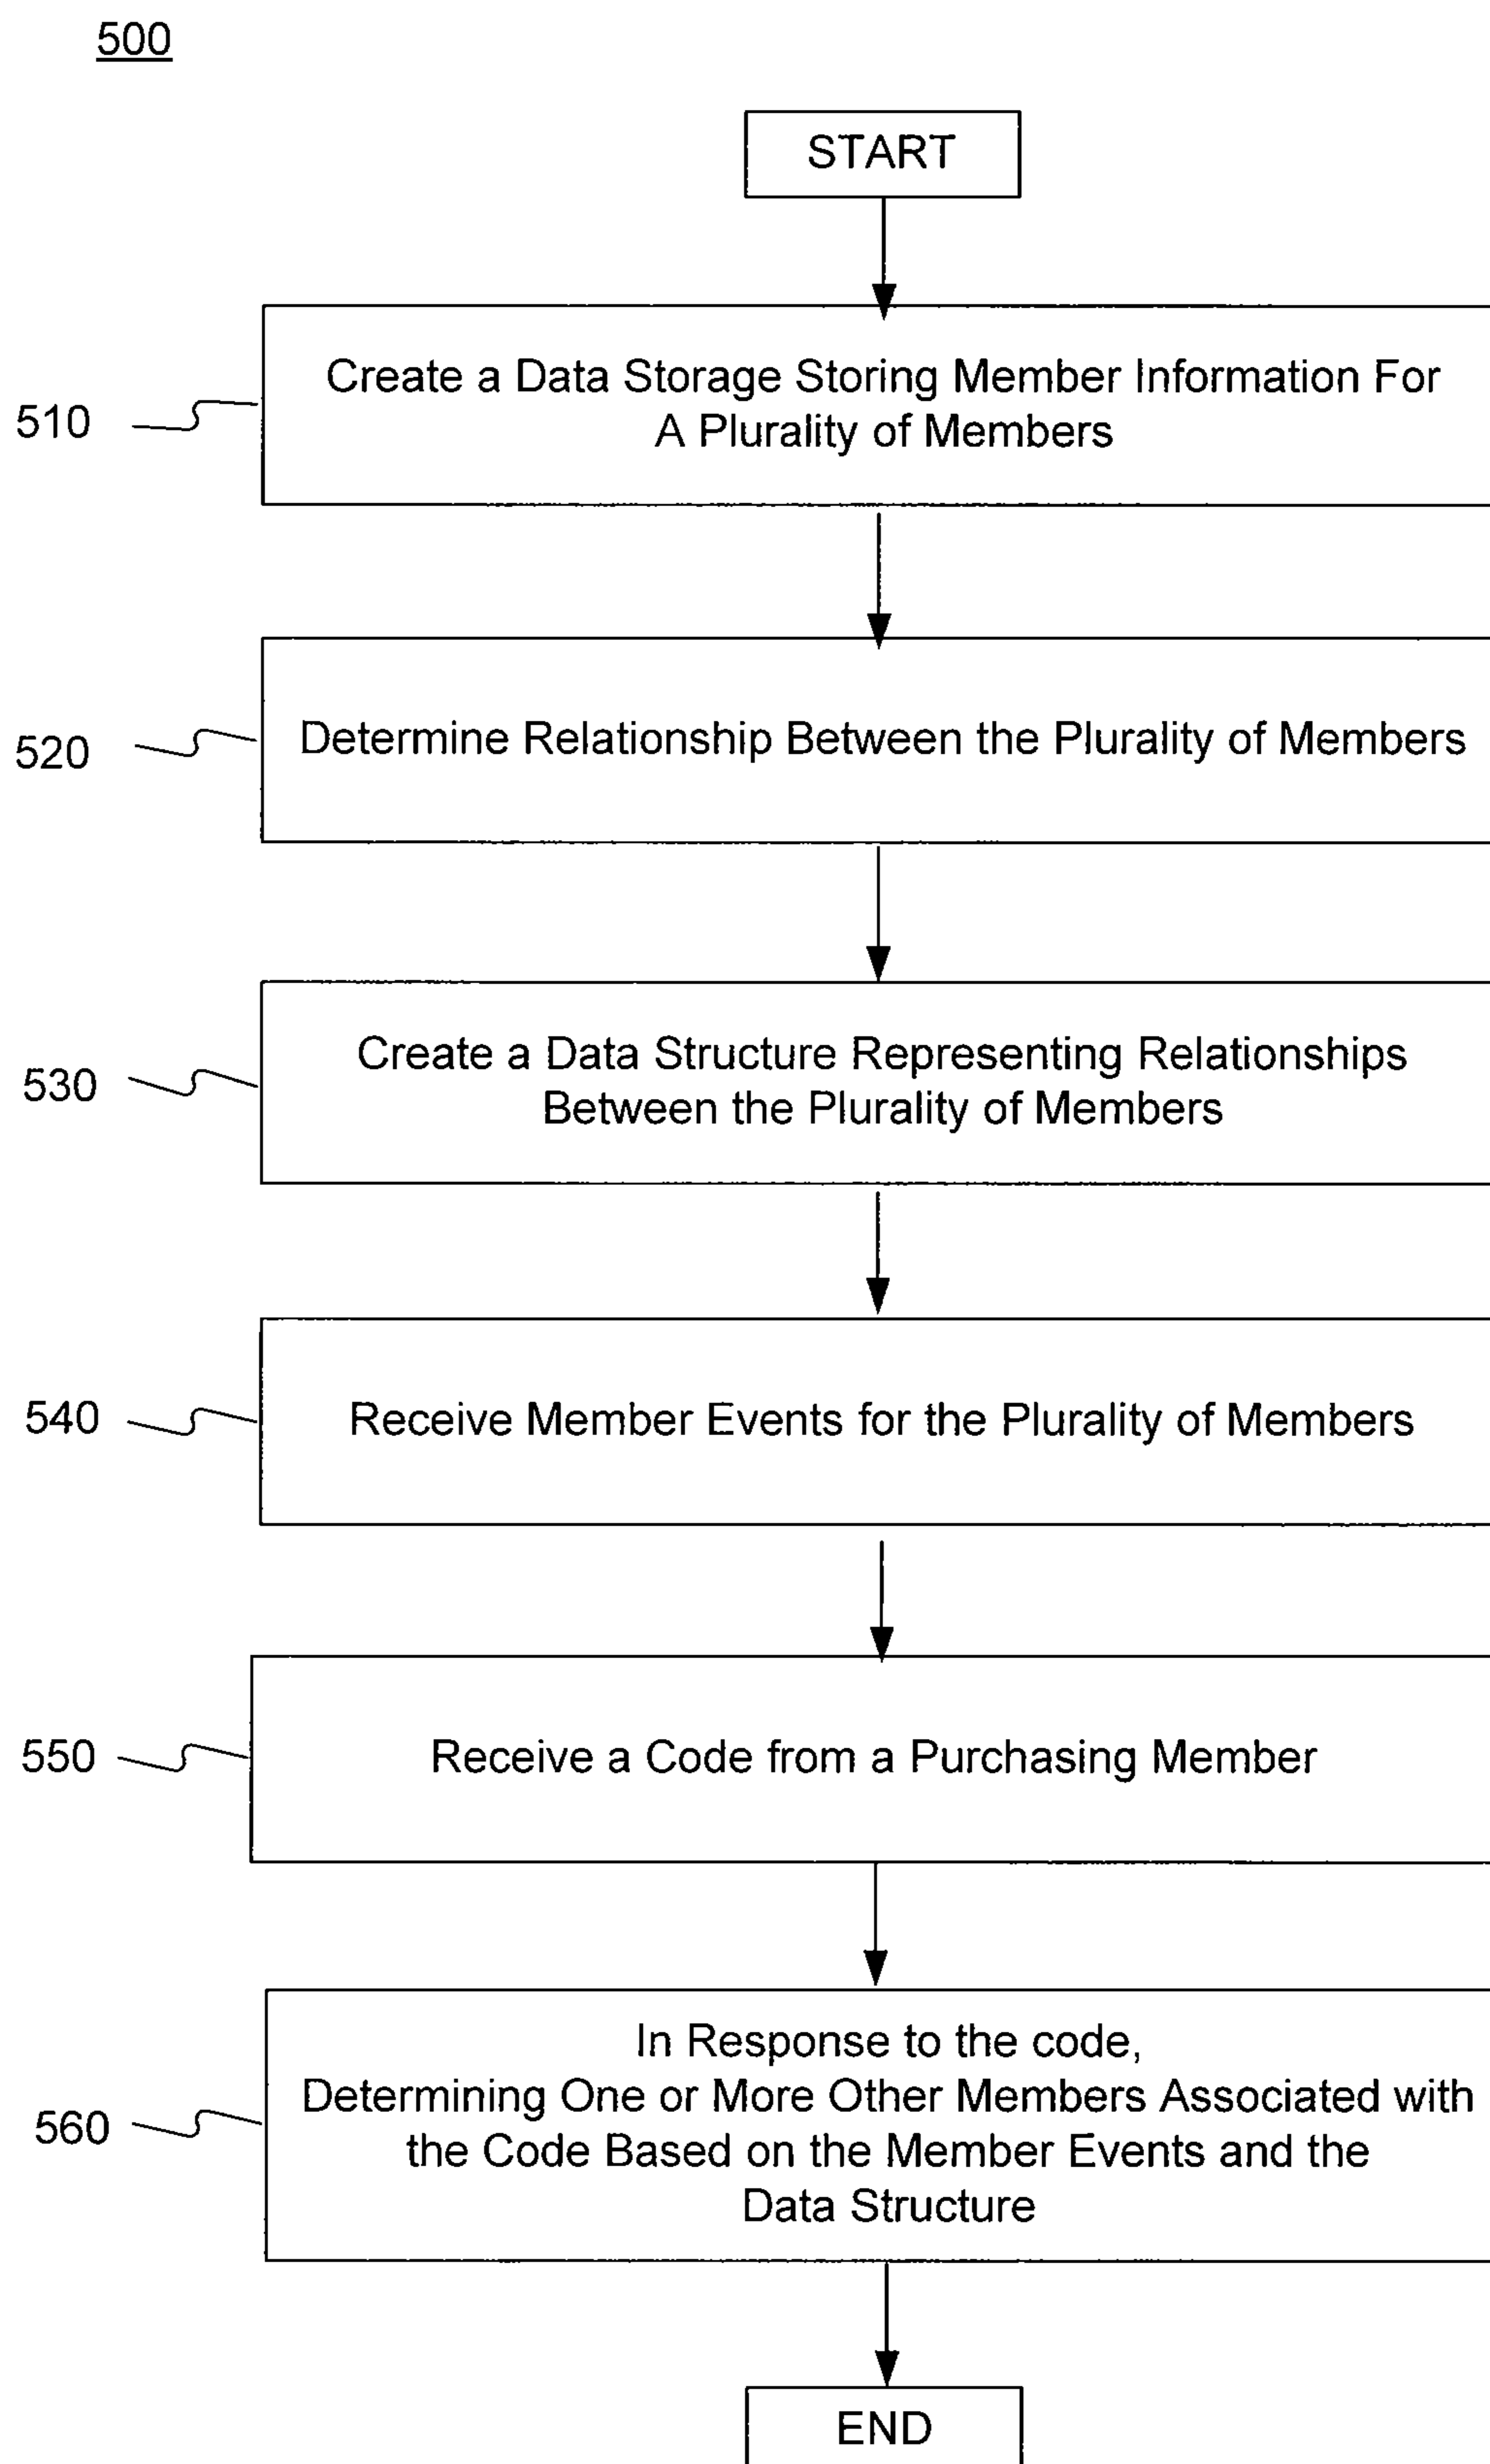 500
START
510
Create a Data Storage Storing Member Information For
A Plurality of Members
520
Determine Relationship Between the Plurality of Members
530
Create a Data Structure Representing Relationships
Between the Plurality of Members
540
Receive Member Events for the Plurality of Members
550
Receive a Code from a Purchasing Member
560
In Response to the code,
Determining One or More Other Members Associated with
the Code Based on the Member Events and the
Data Structure
END